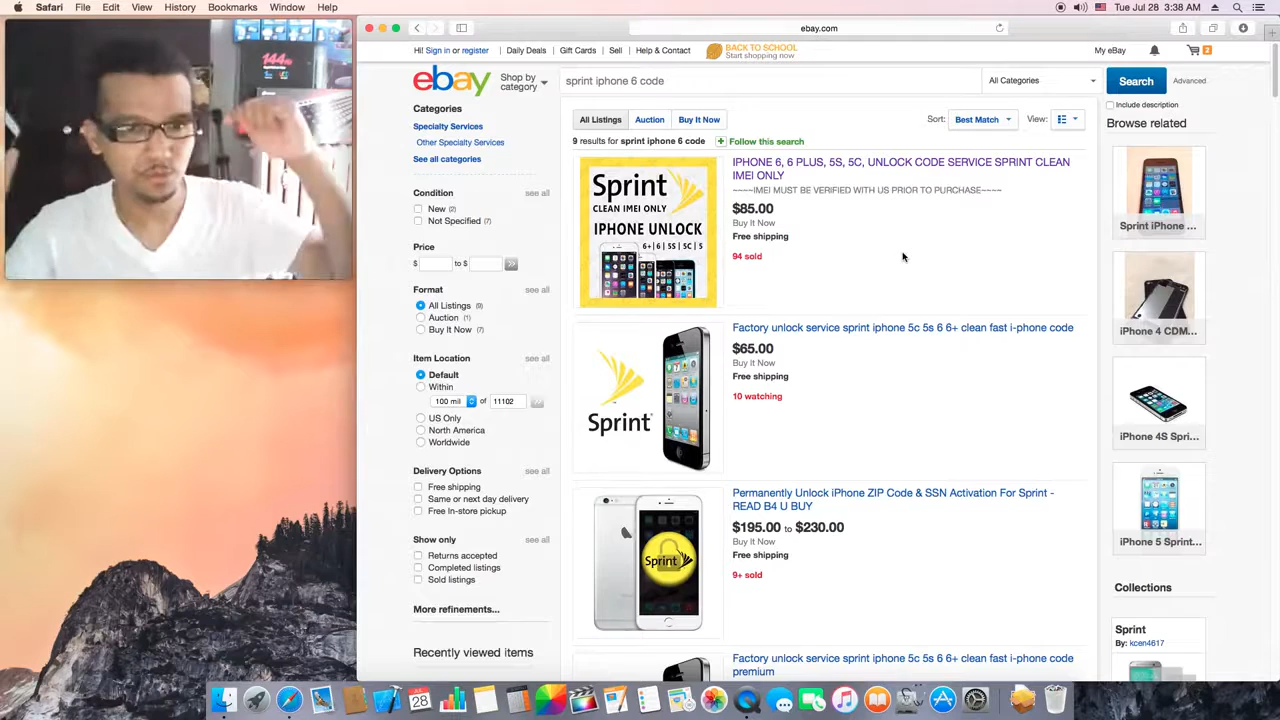 Safari File Edit View History Bookmarks Window Help
Tue Jul 28 3:38 AM
ebay.com
Hi! Sign in or register
Daily Deals
Gift Cards
Sell
Help & Contact
BACK TO SCHOOL
Start shopping now
My eBay
2
ebay
Shop by
category
sprint iphone 6 code
All Categories
Search
Advanced
Include description
Categories
Specialty Services
Other Specialty Services
See all categories
Condition see all
New (2)
Not Specified (7)
Price
$ to $
Format see all
All Listings (9)
Auction (1)
Buy It Now (7)
Item Location see all
Default
Within
100 mil of 11102
US Only
North America
Worldwide
Delivery Options see all
Free shipping
Same or next day delivery
Free In-store pickup
Show only see all
Returns accepted
Completed listings
Sold listings
More refinements...
Recently viewed items
All Listings Auction Buy It Now
Sort: Best Match
View:
9 results for sprint iphone 6 code
Follow this search
Sprint
CLEAN IMEI ONLY
IPHONE UNLOCK
6+| 6 | 5S | 5C | 5
IPHONE 6, 6 PLUS, 5S, 5C, UNLOCK CODE SERVICE SPRINT CLEAN
IMEI ONLY
~~~~IMEI MUST BE VERIFIED WITH US PRIOR TO PURCHASE~~~~
$85.00
Buy It Now
Free shipping
94 sold
Sprint
Factory unlock service sprint iphone 5c 5s 6 6+ clean fast i-phone code
$65.00
Buy It Now
Free shipping
10 watching
Sprint
Permanently Unlock iPhone ZIP Code & SSN Activation For Sprint -
READ B4 U BUY
$195.00 to $230.00
Buy It Now
Free shipping
9+ sold
Factory unlock service sprint iphone 5c 5s 6 6+ clean fast i-phone code
premium
Browse related
Sprint iPhone ...
iPhone 4 CDM...
iPhone 4S Spri...
iPhone 5 Sprint...
Collections
Sprint
By: kcen4617
144
JUL
28